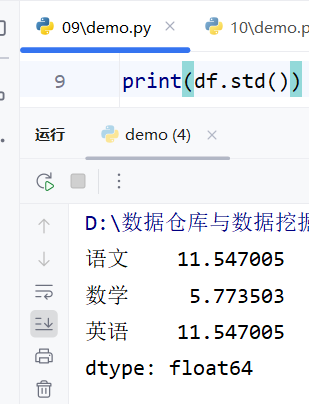 09\demo.py
10\demo.p
9 print(df.std())
运行 demo (4)
D:\数据仓库与数据挖掘
语文 11.547005
数学 5.773503
英语 11.547005
dtype: float64